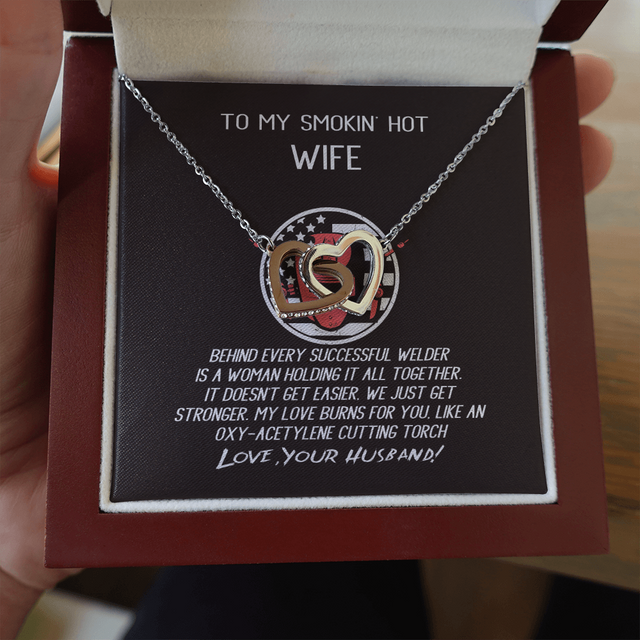 TO MY SMOKIN' HOT
WIFE
BEHIND EVERY SUCCESSFUL WELDER
IS A WOMAN HOLDING IT ALL TOGETHER.
IT DOESN'T GET EASIER. WE JUST GET
STRONGER. MY LOVE BURNS FOR YOU, LIKE AN
OXY-ACETYLENE CUTTING TORCH
LOVE, YOUR HUSBAND!